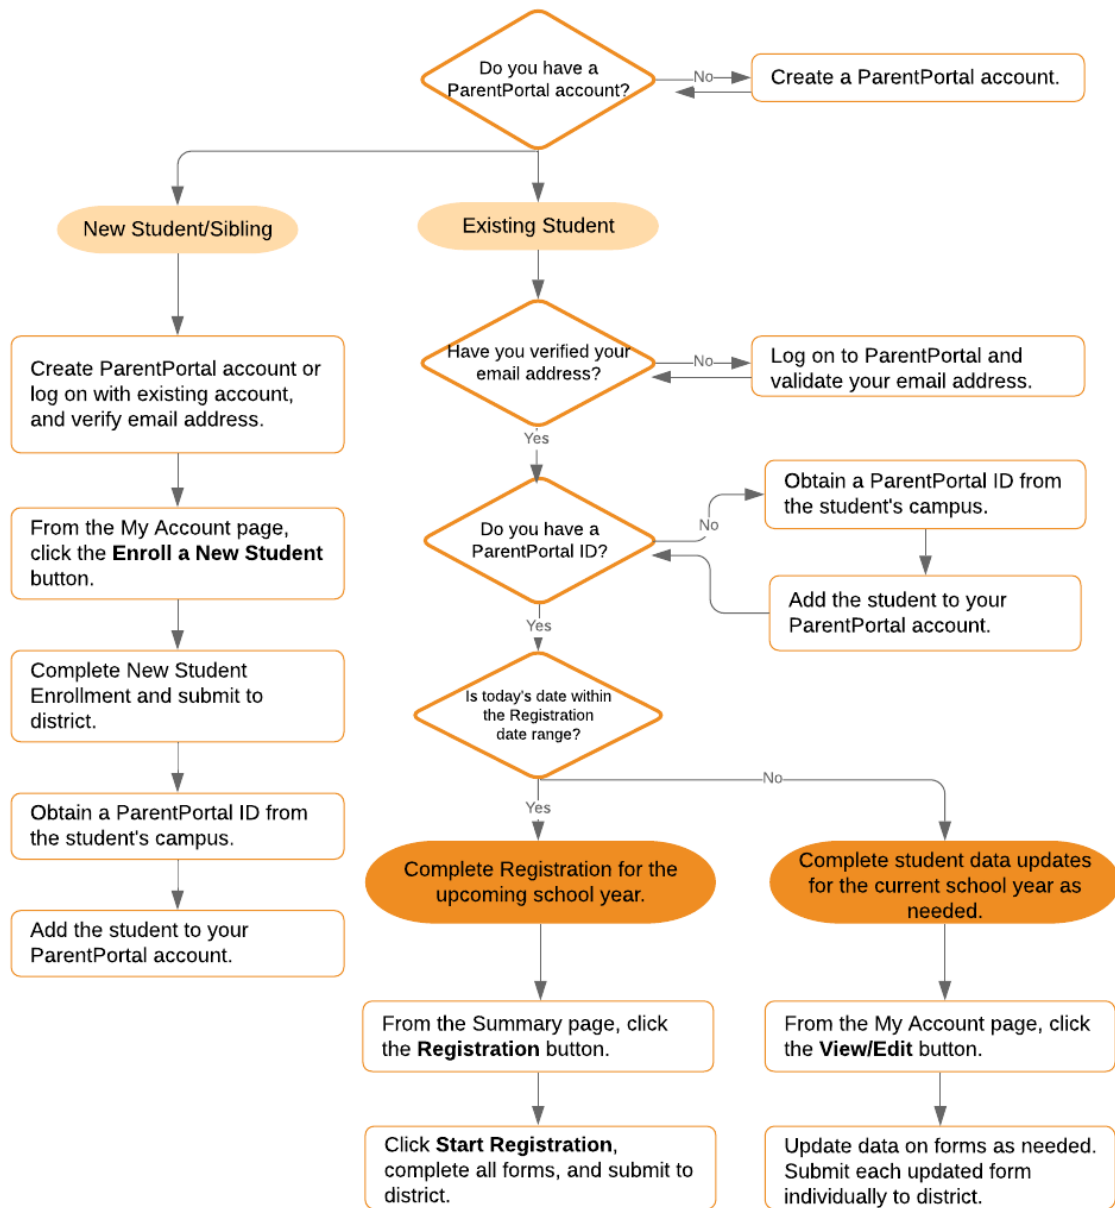 Do you have a
ParentPortal account?
No
Create a ParentPortal account.
New Student/Sibling
Existing Student
Create ParentPortal account or
log on with existing account,
and verify email address.
Have you verified your
email address?
No
Log on to ParentPortal and
validate your email address.
Yes
From the My Account page,
click the Enroll a New Student
button.
Do you have a
ParentPortal ID?
No
Obtain a ParentPortal ID from
the student's campus.
Add the student to your
ParentPortal account.
Yes
Complete New Student
Enrollment and submit to
district.
Is today's date within
the Registration
date range?
No
Yes
Obtain a ParentPortal ID from
the student's campus.
Complete Registration for the
upcoming school year.
Complete student data updates
for the current school year as
needed.
Add the student to your
ParentPortal account.
From the Summary page, click
the Registration button.
From the My Account page, click
the View/Edit button.
Click Start Registration,
complete all forms, and submit to
district.
Update data on forms as needed.
Submit each updated form
individually to district.